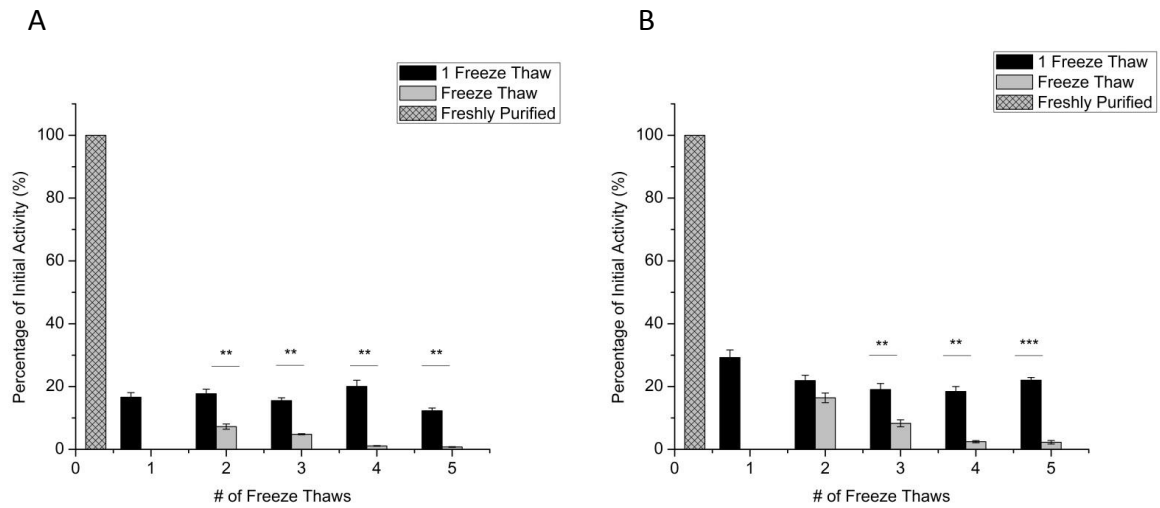 A
1 Freeze Thaw
Freeze Thaw
Freshly Purified
Percentage of Initial Activity (%)
100
80
60
40
20
0
** ** ** **
0 1 2 3 4 5
# of Freeze Thaws
B
1 Freeze Thaw
Freeze Thaw
Freshly Purified
Percentage of Initial Activity (%)
100
80
60
40
20
0
** ** ***
0 1 2 3 4 5
# of Freeze Thaws